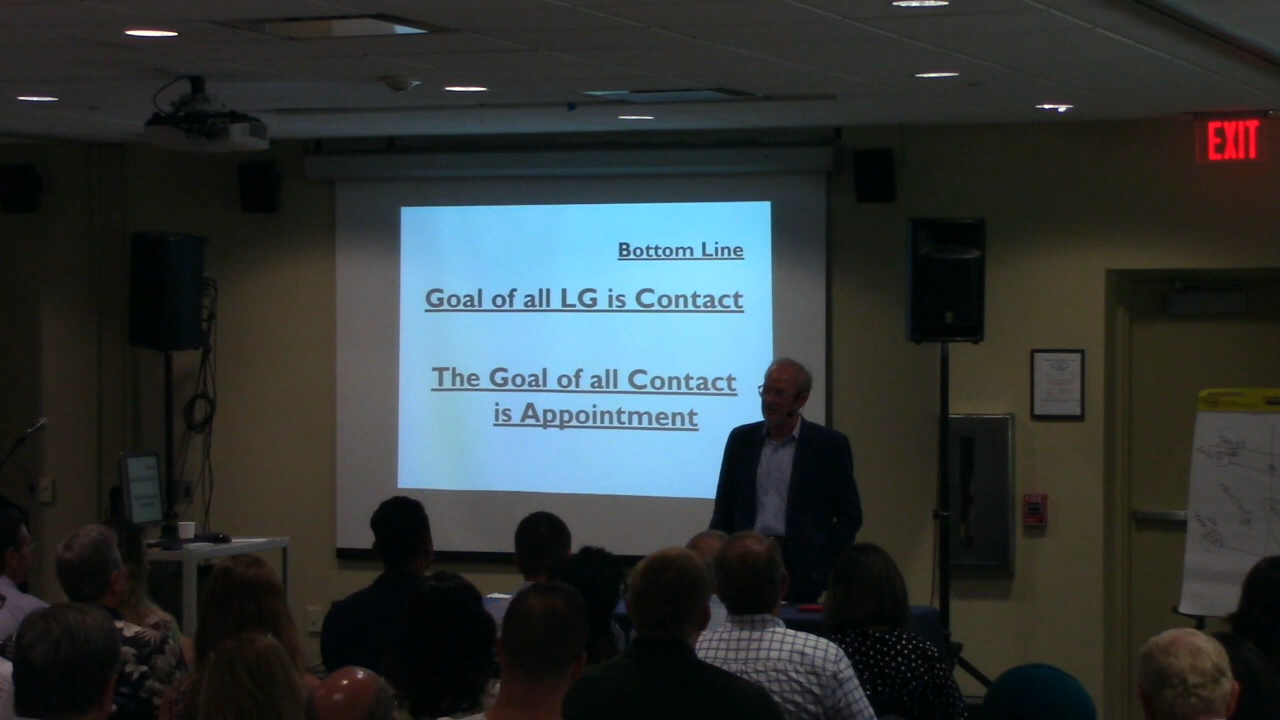 Bottom Line
Goal of all LG is Contact
The Goal of all Contact
is Appointment
EXIT